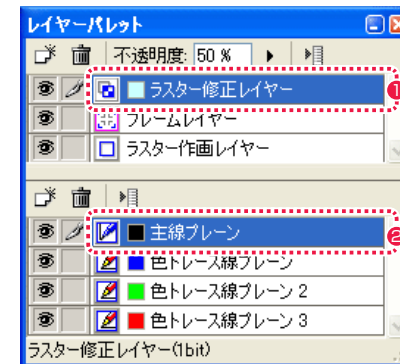 レイヤーパレット
不透明度: 50 %
ラスター修正レイヤー
❶
フレームレイヤー
ラスター作画レイヤー
主線プレーン
❷
色トレース線プレーン
色トレース線プレーン 2
色トレース線プレーン 3
ラスター修正レイヤー(1bit)